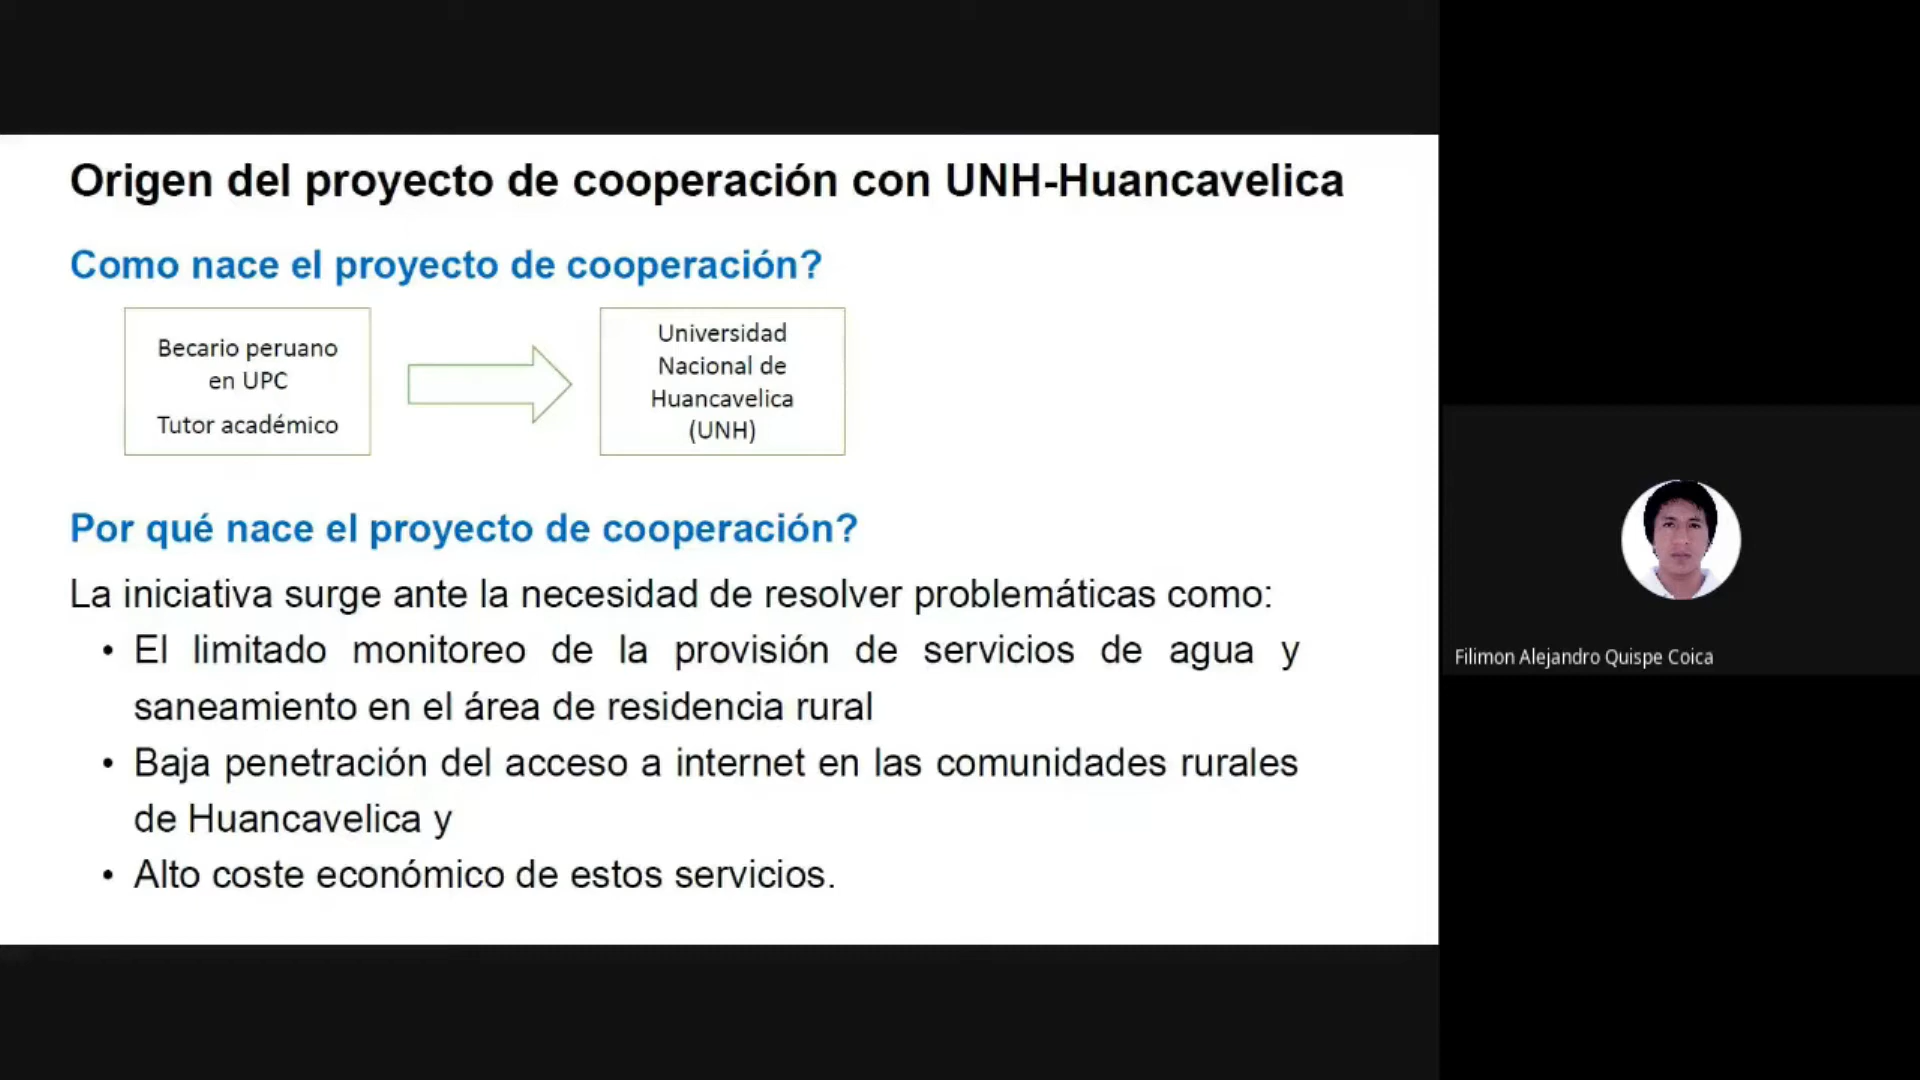 Origen del proyecto de cooperación con UNH-Huancavelica
Como nace el proyecto de cooperación?
Becario peruano
en UPC
Tutor académico
Universidad
Nacional de
Huancavelica
(UNH)
Por qué nace el proyecto de cooperación?
La iniciativa surge ante la necesidad de resolver problemáticas como:
• El limitado monitoreo de la provisión de servicios de agua y
saneamiento en el área de residencia rural
• Baja penetración del acceso a internet en las comunidades rurales
de Huancavelica y
• Alto coste económico de estos servicios.
Filimon Alejandro Quispe Coica